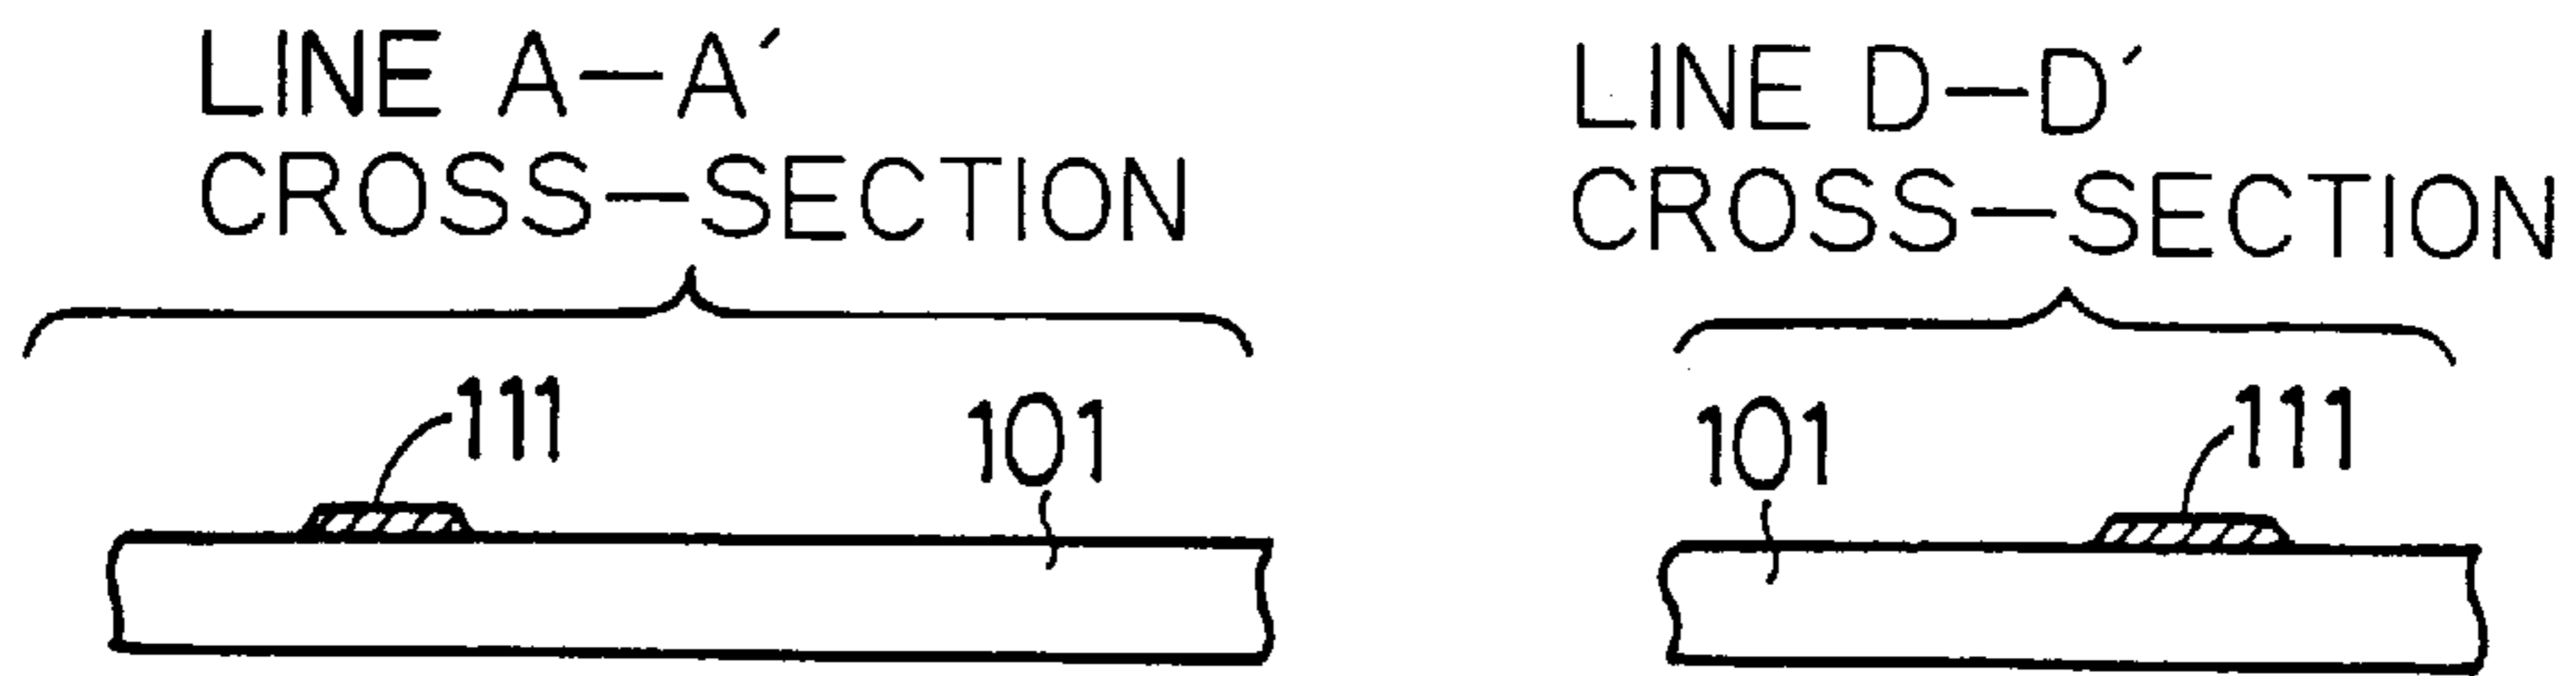 LINE A—A′
CROSS—SECTION
111
101
LINE D—D′
CROSS—SECTION
101
111